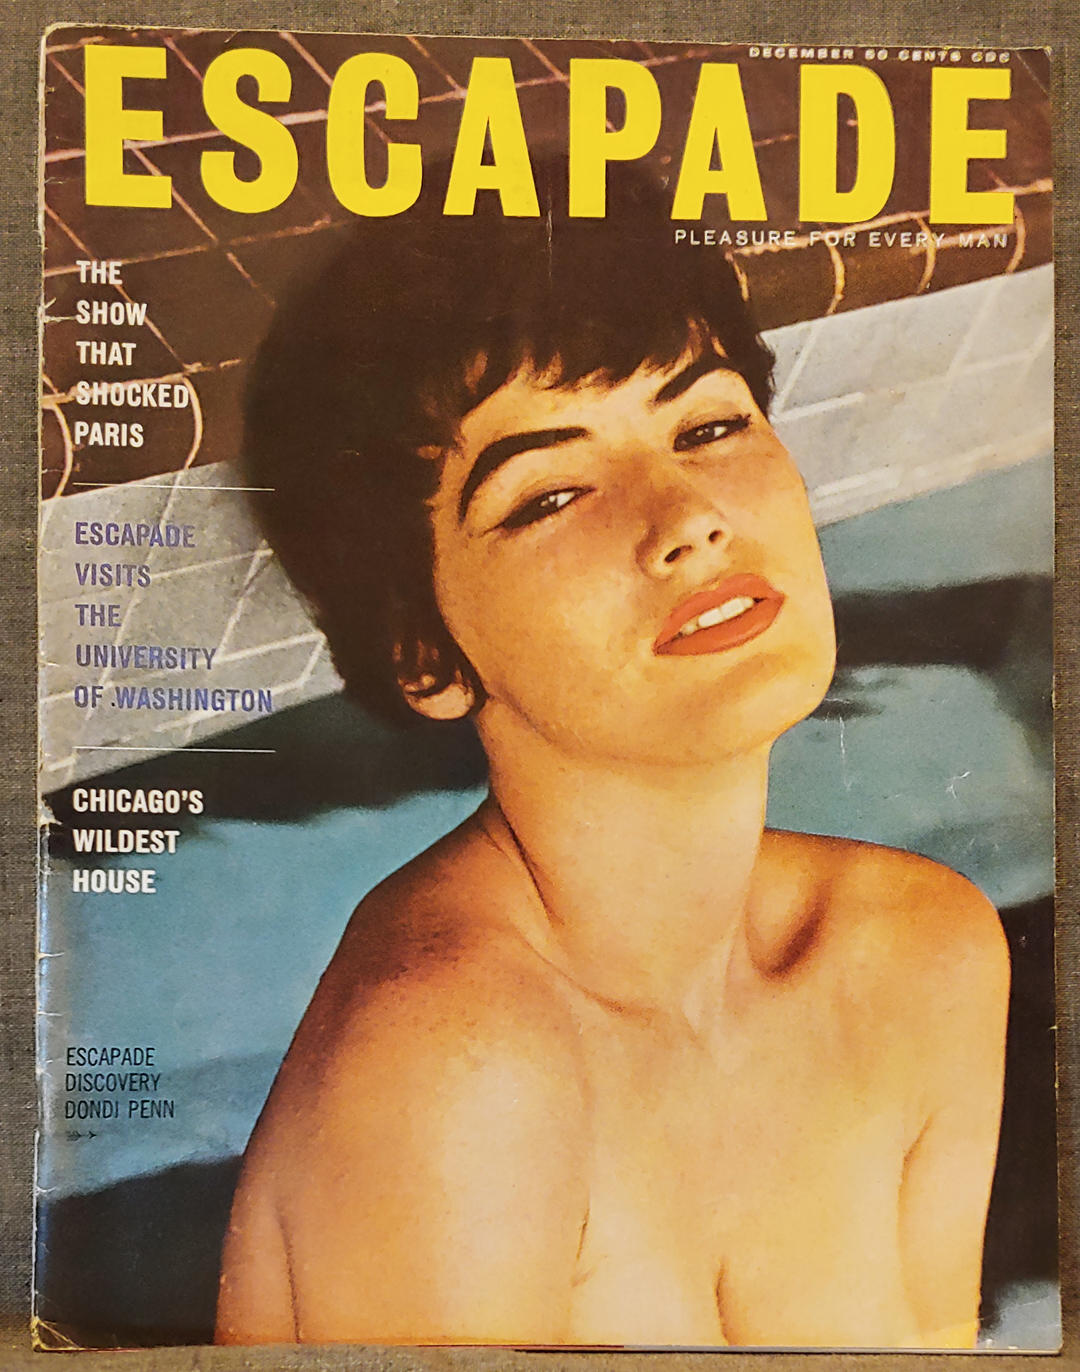 DECEMBER 50 CENTS CDC
ESCAPADE
PLEASURE FOR EVERY MAN
THE
SHOW
THAT
SHOCKED
PARIS
ESCAPADE
VISITS
THE
UNIVERSITY
OF WASHINGTON
CHICAGO'S
WILDEST
HOUSE
ESCAPADE
DISCOVERY
DONDI PENN